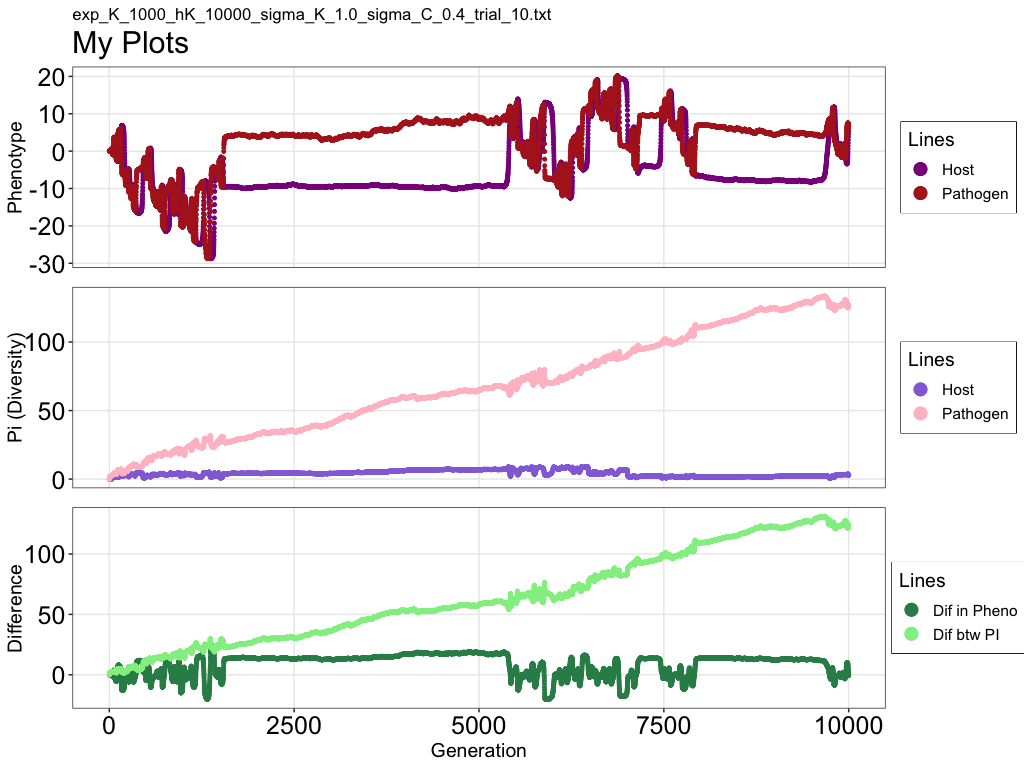 exp_K_1000_hK_10000_sigma_K_1.0_sigma_C_0.4_trial_10.txt
My Plots
Phenotype
20
10
0
-10
-20
-30
Lines
Host
Pathogen
Pi (Diversity)
100
50
0
Lines
Host
Pathogen
Difference
100
50
0
Lines
Dif in Pheno
Dif btw PI
0 2500 5000 7500 10000
Generation